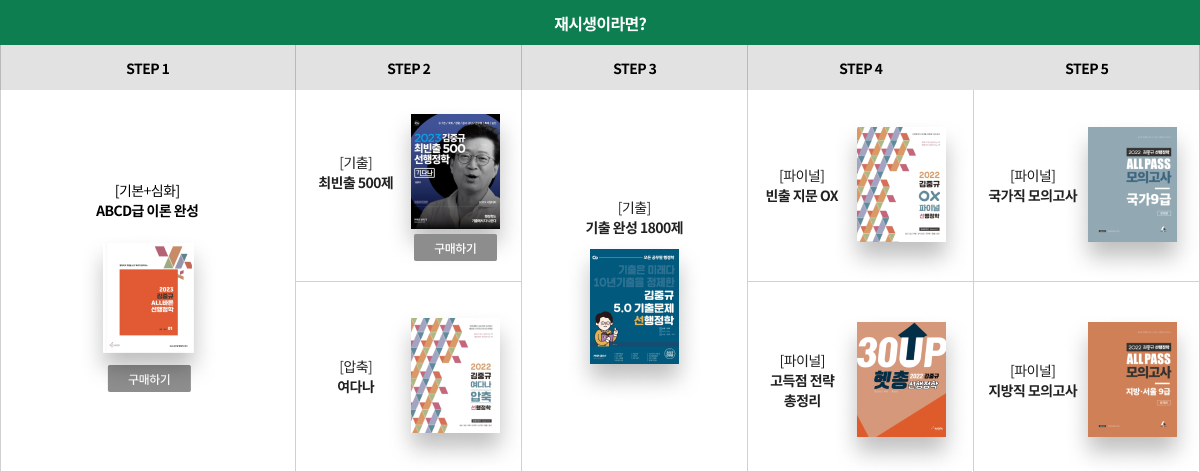 재시생이라면?
STEP 1
STEP 2
STEP 3
STEP 4
STEP 5
[기본+심화]
ABCD급 이론 완성
2023
김중규
ALL바른
선행정학
구매하기
[기출]
최빈출 500제
2023 김중규
최빈출 500
선행정학
기다나
구매하기
[압축]
여다나
2022
김중규
여다나
압축
선행정학
[기출]
기출 완성 1800제
기출은 미래다
10년기출을 정제한
김중규
5.0 기출문제
선행정학
[파이널]
빈출 지문 OX
2022
김중규
OX
파이널
선행정학
[파이널]
고득점 전략
총정리
30UP
2022 김중규
헷총
선행정학
[파이널]
국가직 모의고사
2022 김중규 선행정학
ALL PASS
모의고사
국가9급
[파이널]
지방직 모의고사
2022 김중규 선행정학
ALL PASS
모의고사
지방·서울 9급